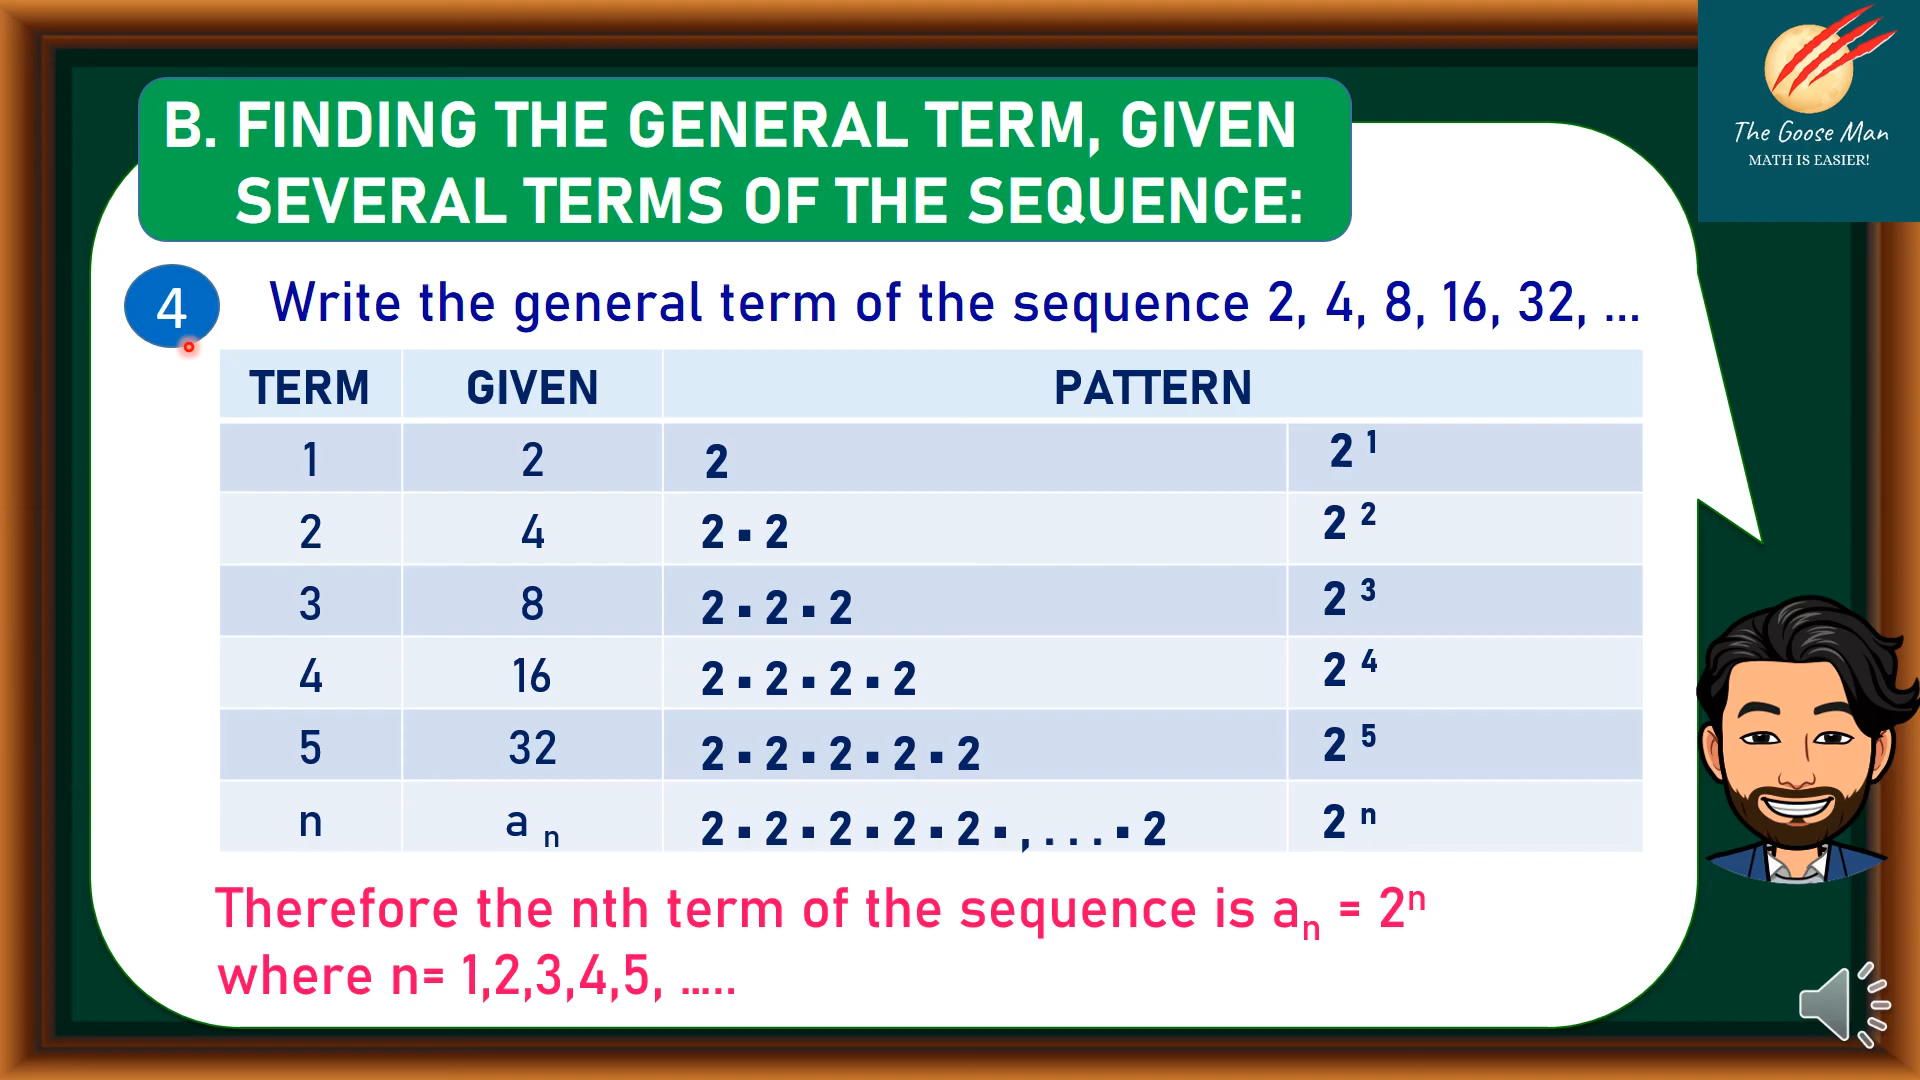 The Goose Man
MATH IS EASIER!
B. FINDING THE GENERAL TERM, GIVEN
SEVERAL TERMS OF THE SEQUENCE:
4 Write the general term of the sequence 2, 4, 8, 16, 32, ...
TERM GIVEN PATTERN
1 2 2 2¹
2 4 2 ▪ 2 2²
3 8 2 ▪ 2 ▪ 2 2³
4 16 2 ▪ 2 ▪ 2 ▪ 2 2⁴
5 32 2 ▪ 2 ▪ 2 ▪ 2 ▪ 2 2⁵
n aₙ 2 ▪ 2 ▪ 2 ▪ 2 ▪ 2 ▪ , . . . . ▪ 2 2ⁿ
Therefore the nth term of the sequence is aₙ = 2ⁿ
where n= 1,2,3,4,5, .....